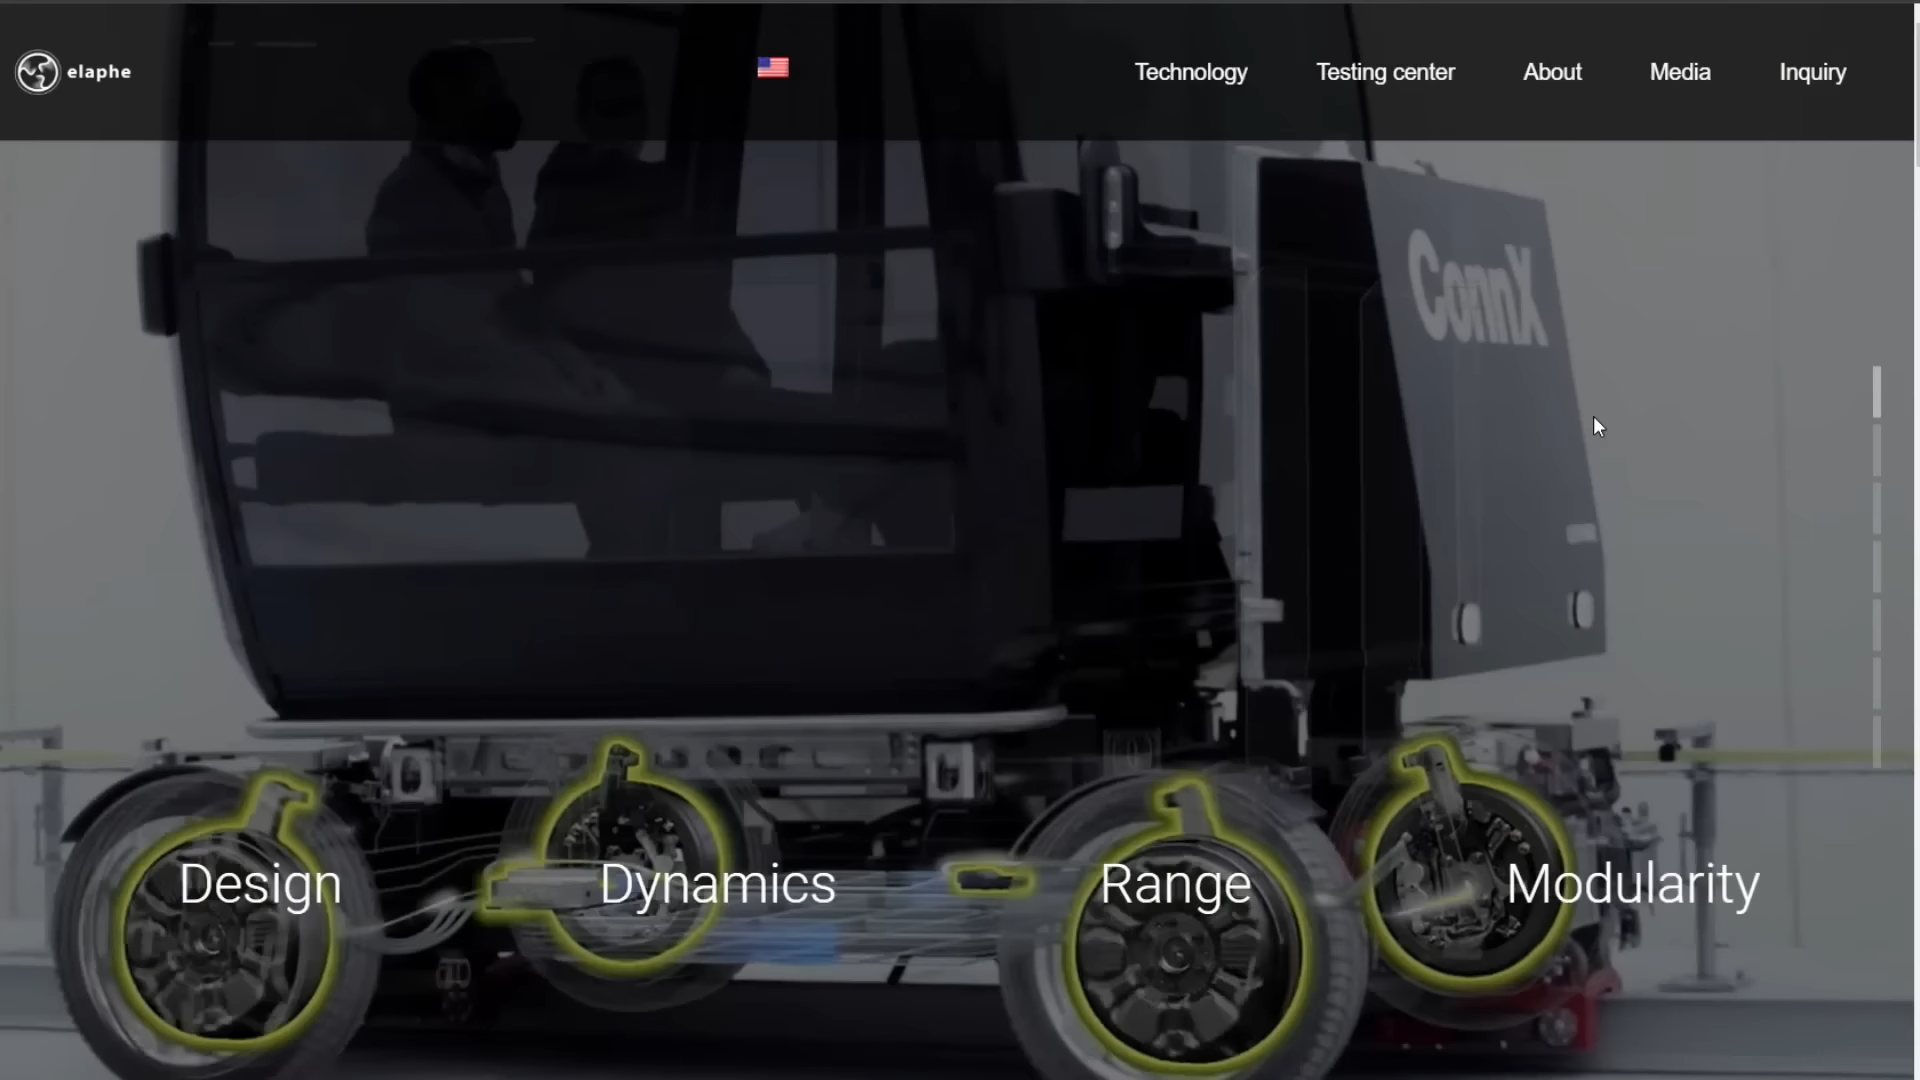 elaphe
Technology
Testing center
About
Media
Inquiry
ConnX
Design
Dynamics
Range
Modularity